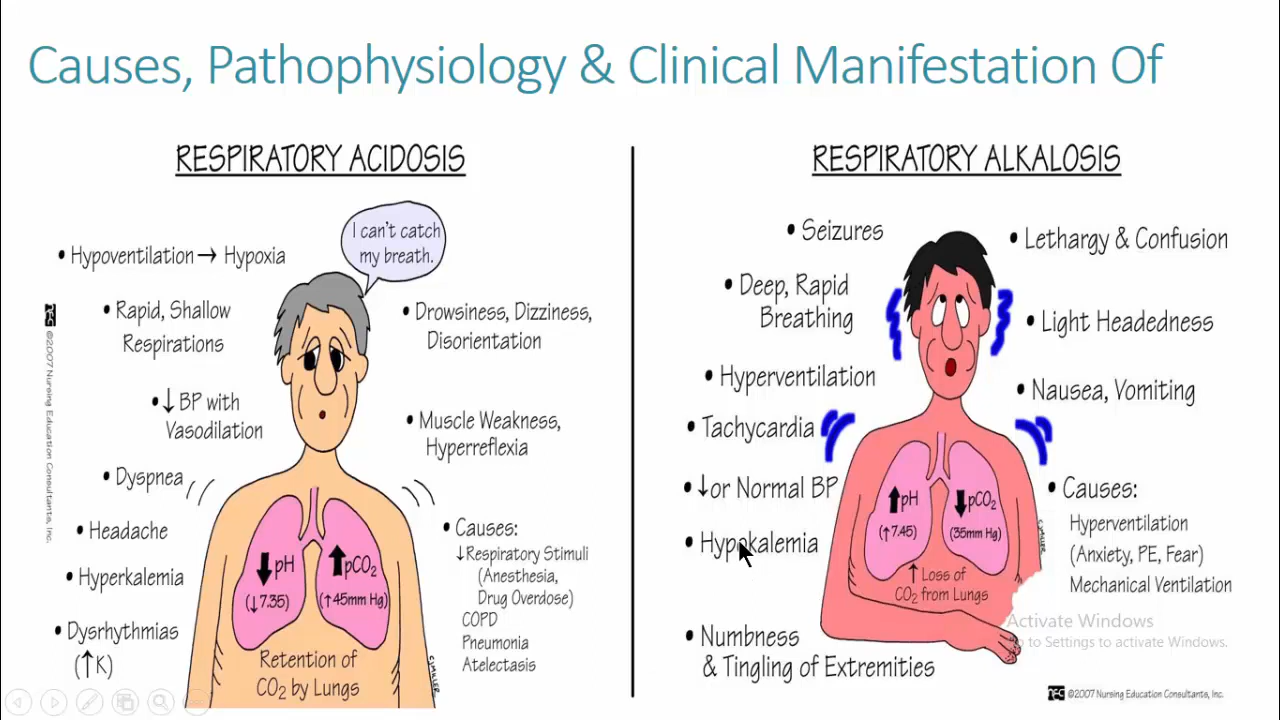 Causes, Pathophysiology & Clinical Manifestation Of
RESPIRATORY ACIDOSIS
I can't catch
my breath.
• Hypoventilation → Hypoxia
• Rapid, Shallow
Respirations
• Drowsiness, Dizziness,
Disorientation
• ↓ BP with
Vasodilation
• Muscle Weakness,
Hyperreflexia
• Dyspnea
• Headache
• Hyperkalemia
• Dysrhythmias
(↑K)
• Causes:
↓Respiratory Stimuli
(Anesthesia,
Drug Overdose)
COPD
Pneumonia
Atelectasis
↓pH
(↓7.35)
↑pCO2
(↑45mm Hg)
Retention of
CO2 by Lungs
C.MILLER
NEC ©2007 Nursing Education Consultants, Inc.
RESPIRATORY ALKALOSIS
• Seizures
• Deep, Rapid
Breathing
• Hyperventilation
• Tachycardia
• ↓or Normal BP
• Hypokalemia
• Numbness
& Tingling of Extremities
• Lethargy & Confusion
• Light Headedness
• Nausea, Vomiting
• Causes:
Hyperventilation
(Anxiety, PE, Fear)
Mechanical Ventilation
↑pH
(↑7.45)
↓pCO2
(35mm Hg)
↑ Loss of
CO2 from Lungs
C.MILLER
Activate Windows
Go to Settings to activate Windows.
NEC ©2007 Nursing Education Consultants, Inc.